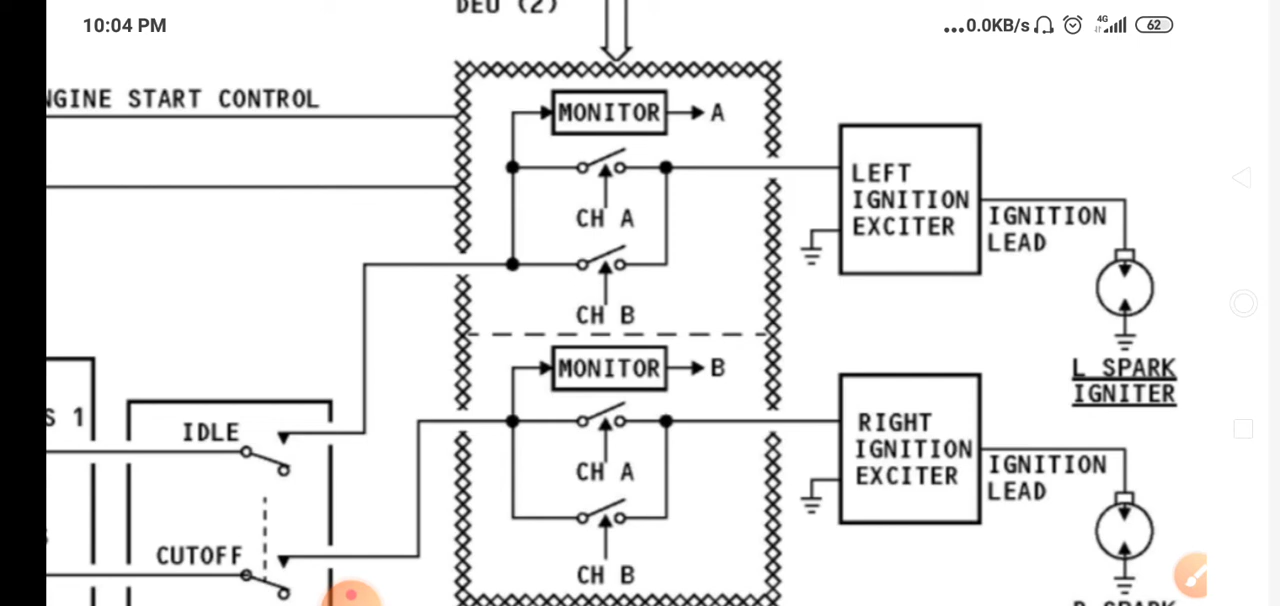 DEU (2)
10:04 PM
...0.0KB/s 4G 62
NGINE START CONTROL
MONITOR A
CH A
CH B
LEFT
IGNITION
EXCITER
IGNITION
LEAD
L SPARK
IGNITER
MONITOR B
CH A
CH B
RIGHT
IGNITION
EXCITER
IGNITION
LEAD
S 1
IDLE
CUTOFF